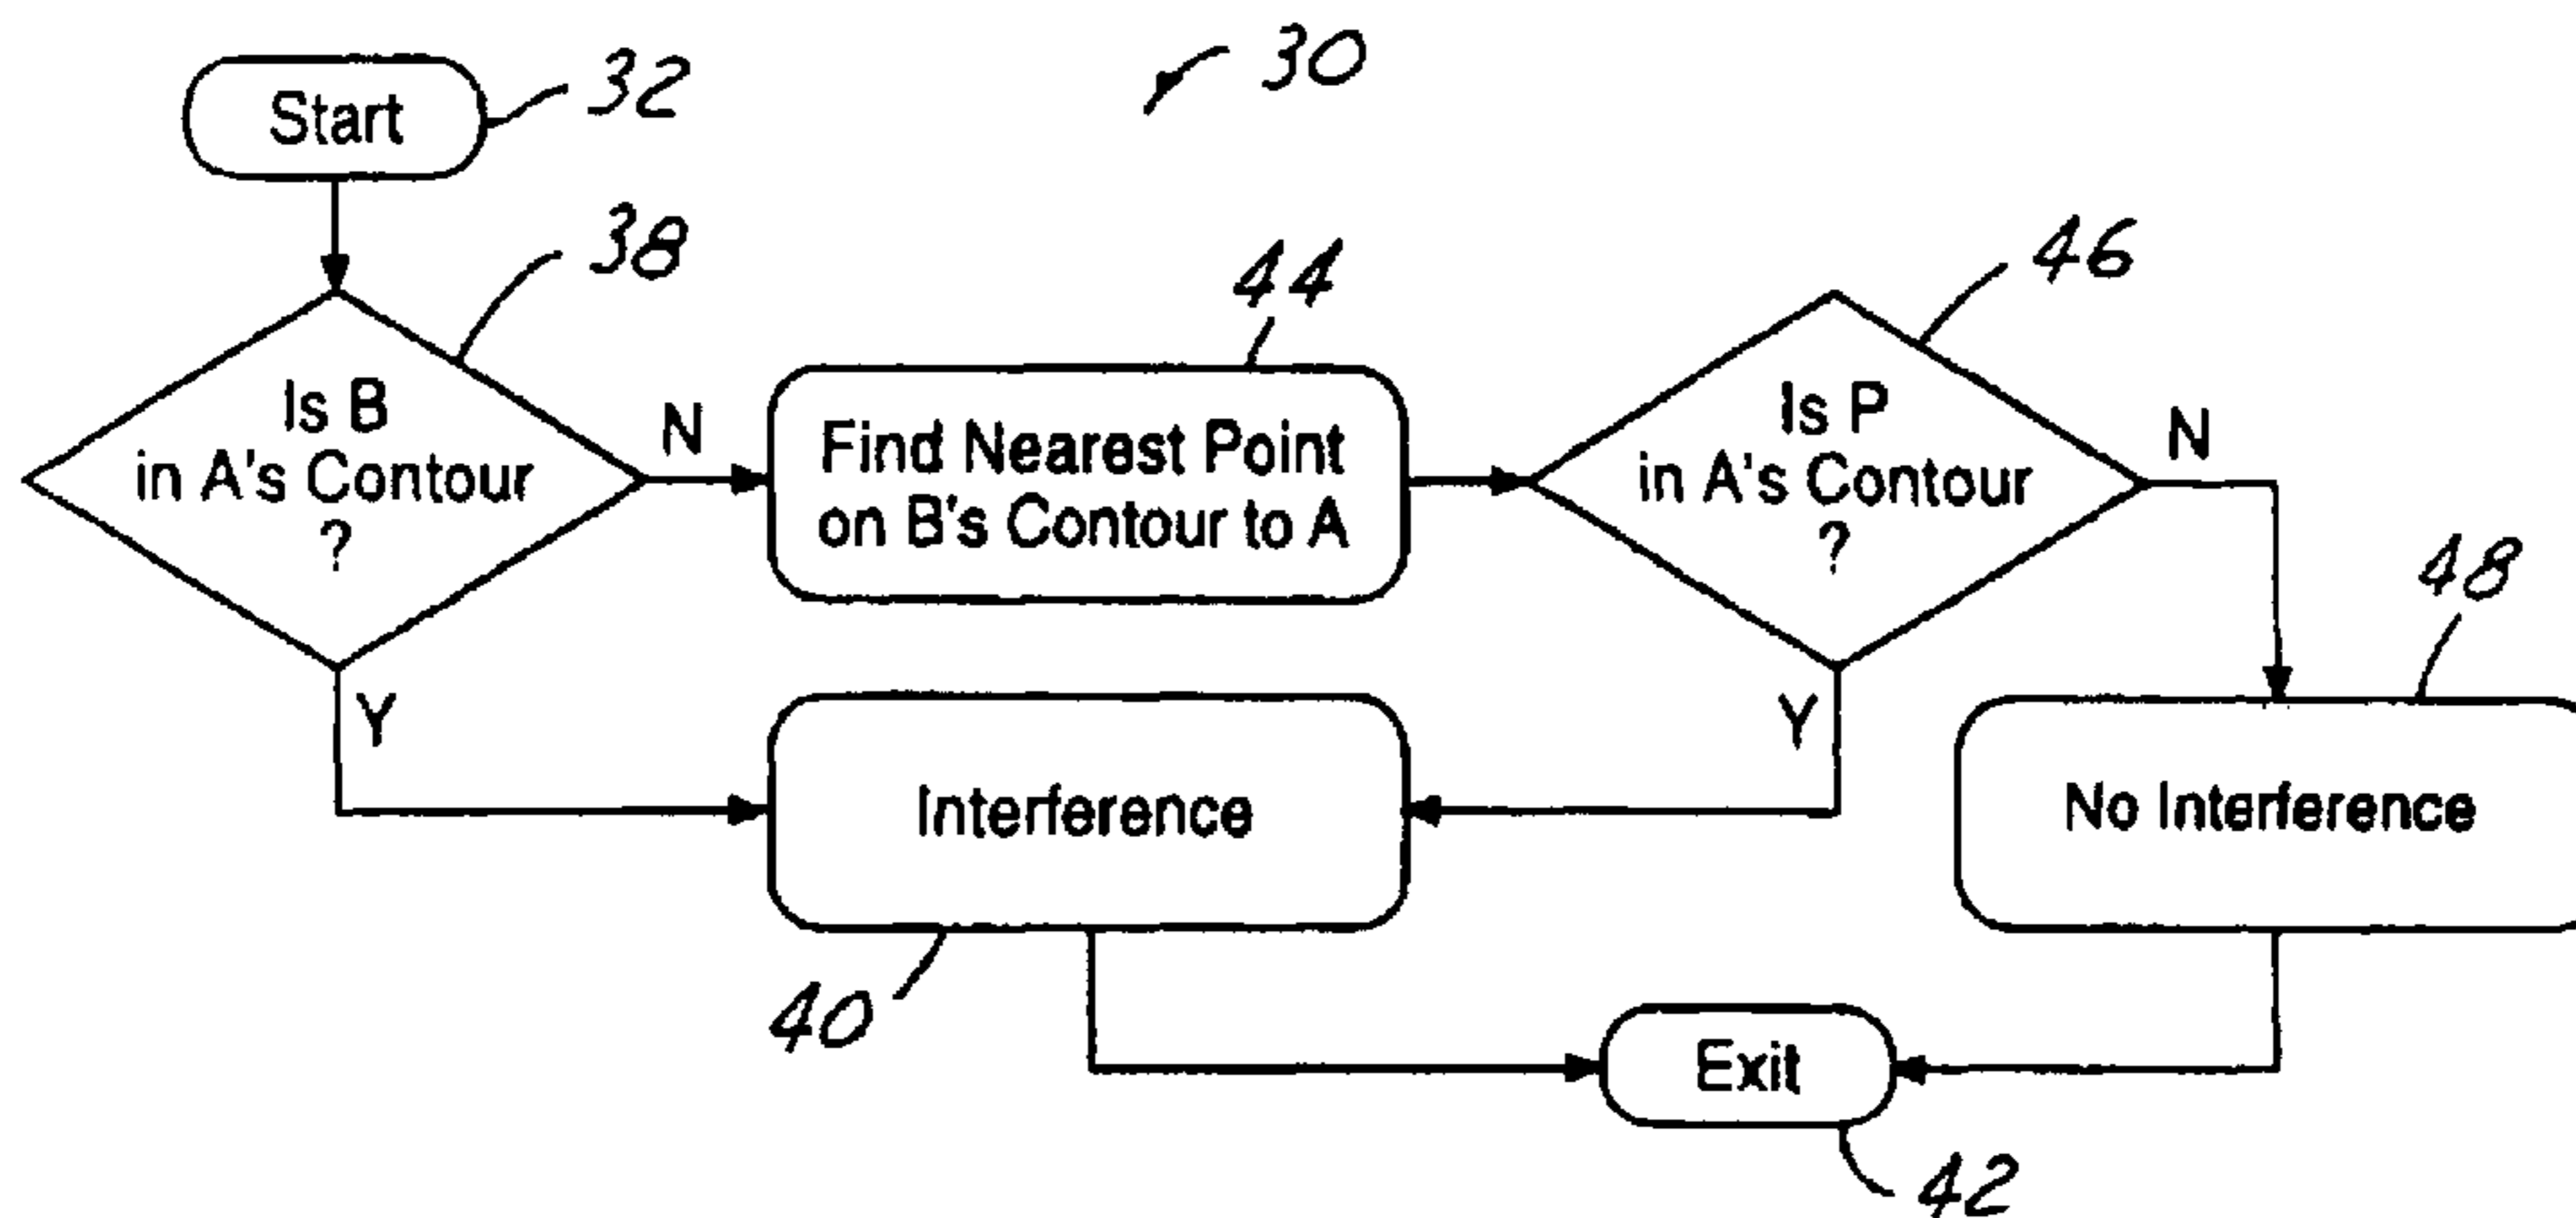 30
Start
32
38
Is B
in A's Contour
?
N
Y
44
Find Nearest Point
on B's Contour to A
46
Is P
in A's Contour
?
N
Y
48
Interference
40
No Interference
Exit
42